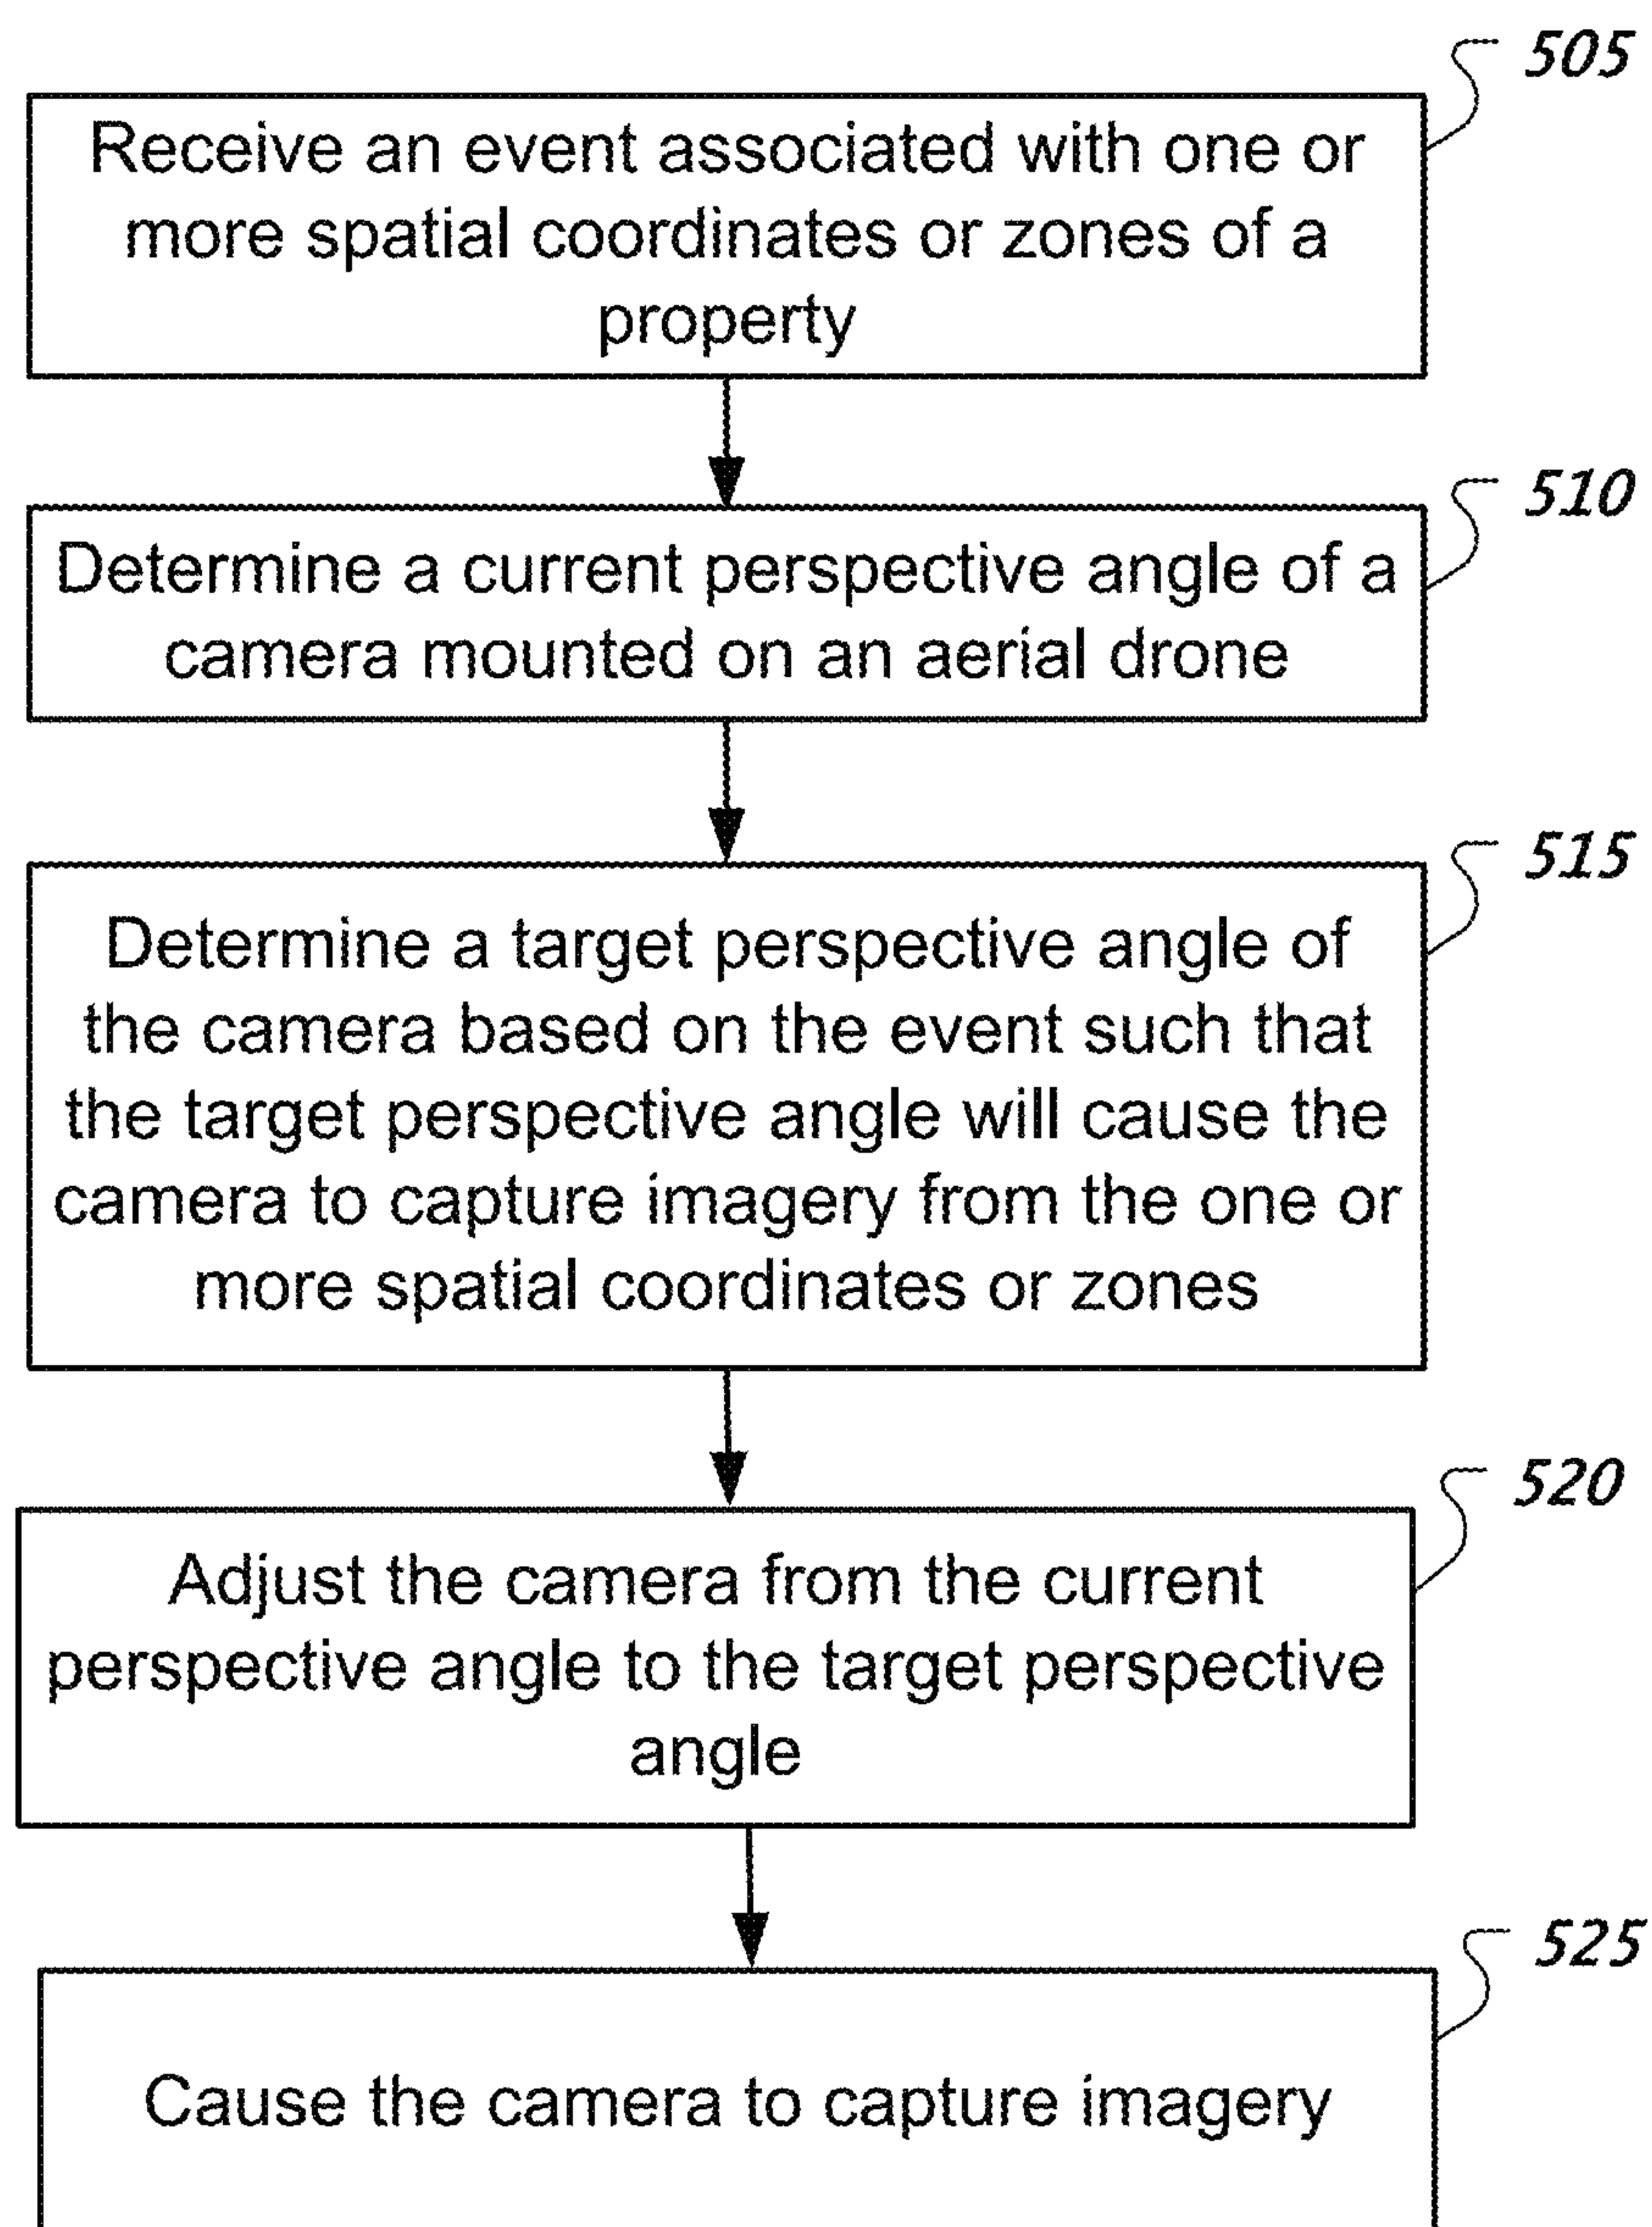 505
Receive an event associated with one or
more spatial coordinates or zones of a
property
510
Determine a current perspective angle of a
camera mounted on an aerial drone
515
Determine a target perspective angle of
the camera based on the event such that
the target perspective angle will cause the
camera to capture imagery from the one or
more spatial coordinates or zones
520
Adjust the camera from the current
perspective angle to the target perspective
angle
525
Cause the camera to capture imagery